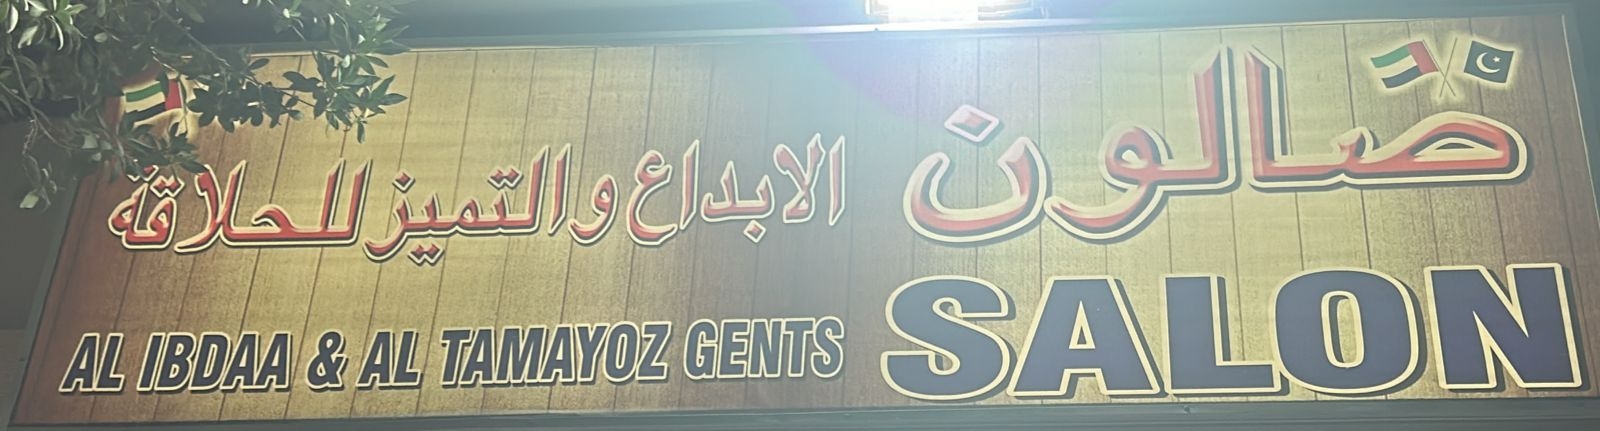 صالون
الابداع والتميز للحلاقة
AL IBDAA & AL TAMAYOZ GENTS SALON